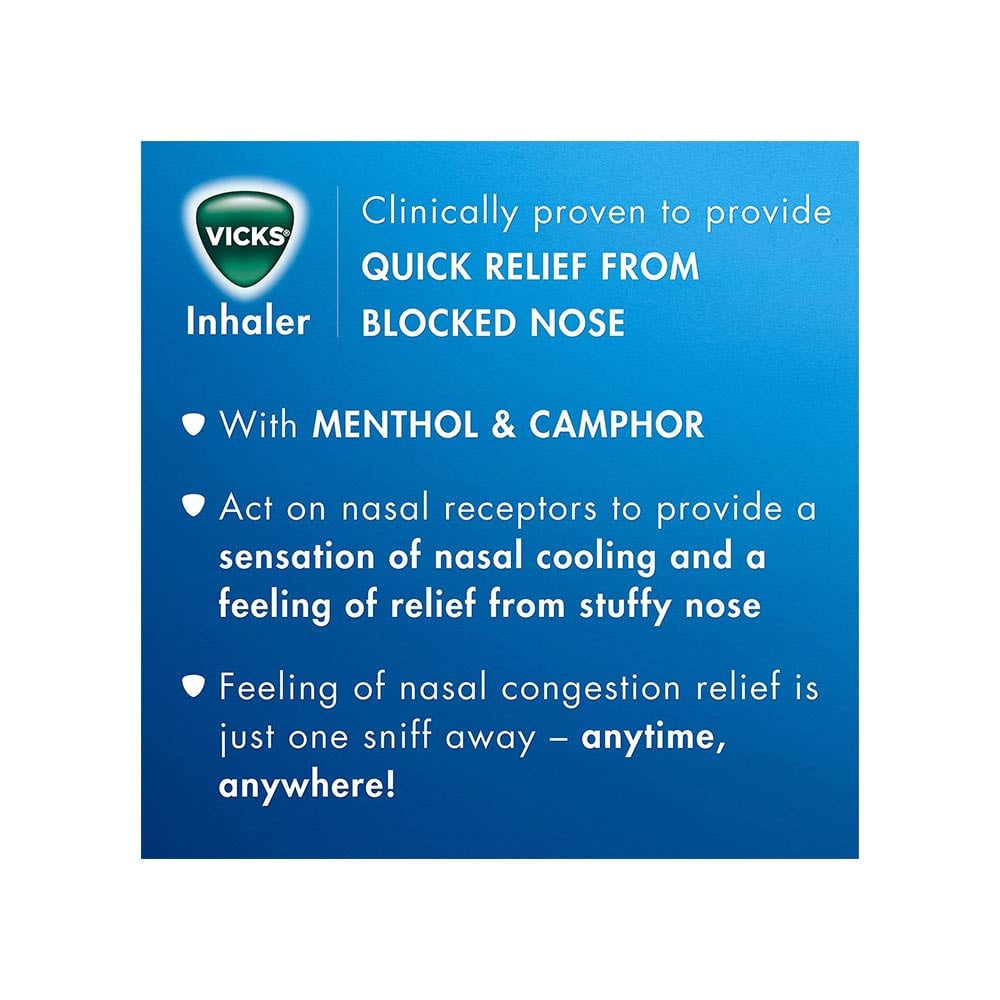 VICKS®
Inhaler
Clinically proven to provide
QUICK RELIEF FROM
BLOCKED NOSE
With MENTHOL & CAMPHOR
Act on nasal receptors to provide a
sensation of nasal cooling and a
feeling of relief from stuffy nose
Feeling of nasal congestion relief is
just one sniff away – anytime,
anywhere!